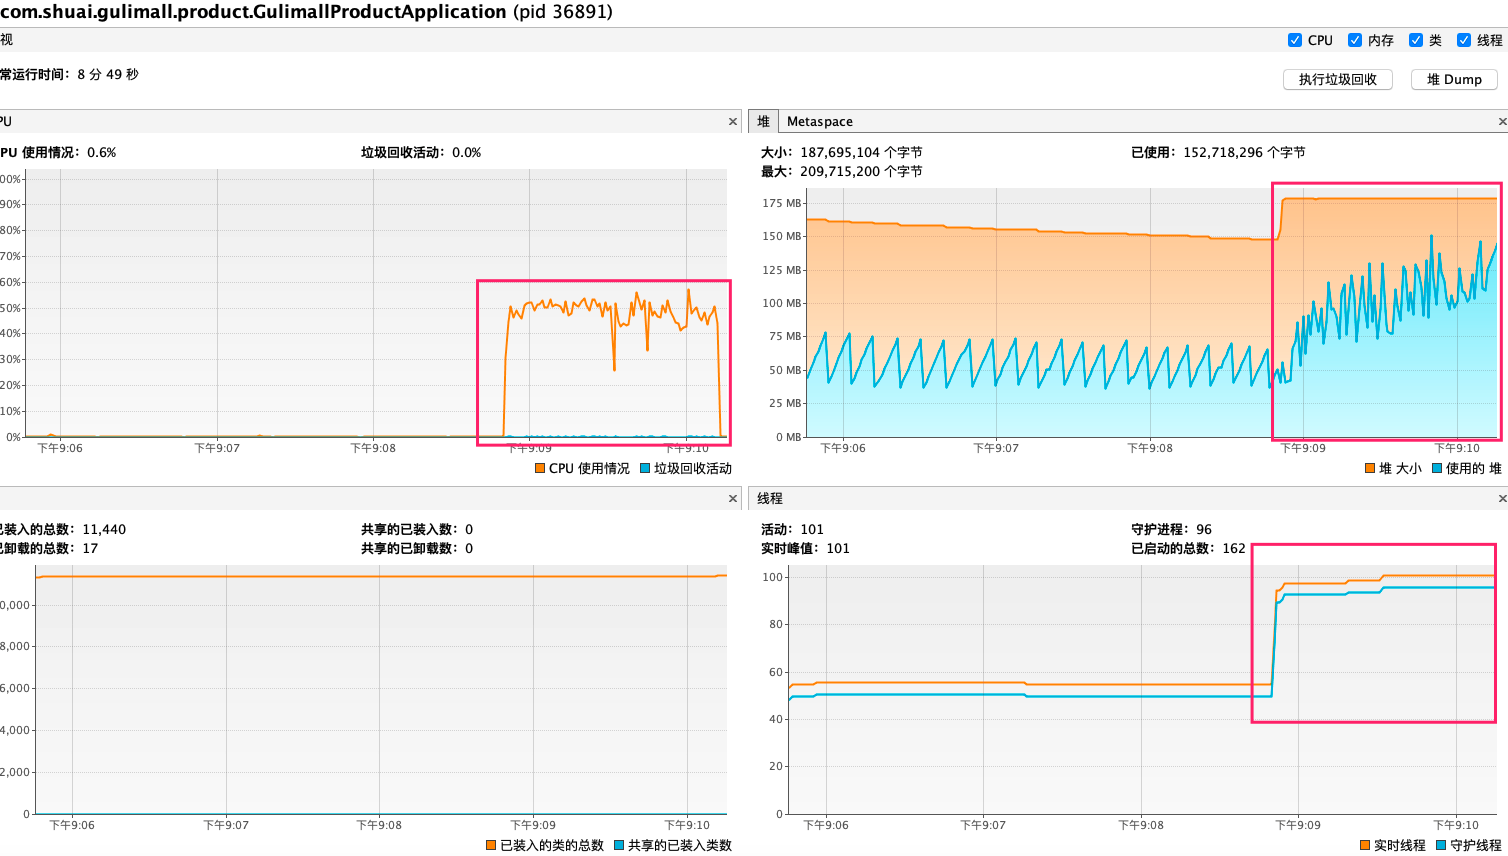 com.shuai.gulimall.product.GulimallProductApplication (pid 36891)
视
CPU 内存 类 线程
常运行时间: 8 分 49 秒
执行垃圾回收 堆 Dump
PU ×
PU 使用情况: 0.6% 垃圾回收活动: 0.0%
00%
90%
80%
70%
60%
50%
40%
30%
20%
10%
0%
下午9:06 下午9:07 下午9:08 下午9:09 下午9:10
CPU 使用情况 垃圾回收活动
堆 Metaspace ×
大小: 187,695,104 个字节 已使用: 152,718,296 个字节
最大: 209,715,200 个字节
175 MB
150 MB
125 MB
100 MB
75 MB
50 MB
25 MB
0 MB
下午9:06 下午9:07 下午9:08 下午9:09 下午9:10
堆 大小 使用的 堆
×
已装入的总数: 11,440 共享的已装入数: 0
已卸载的总数: 17 共享的已卸载数: 0
0,000
8,000
6,000
4,000
2,000
0
下午9:06 下午9:07 下午9:08 下午9:09 下午9:10
已装入的类的总数 共享的已装入类数
线程 ×
活动: 101 守护进程: 96
实时峰值: 101 已启动的总数: 162
100
80
60
40
20
0
下午9:06 下午9:07 下午9:08 下午9:09 下午9:10
实时线程 守护线程